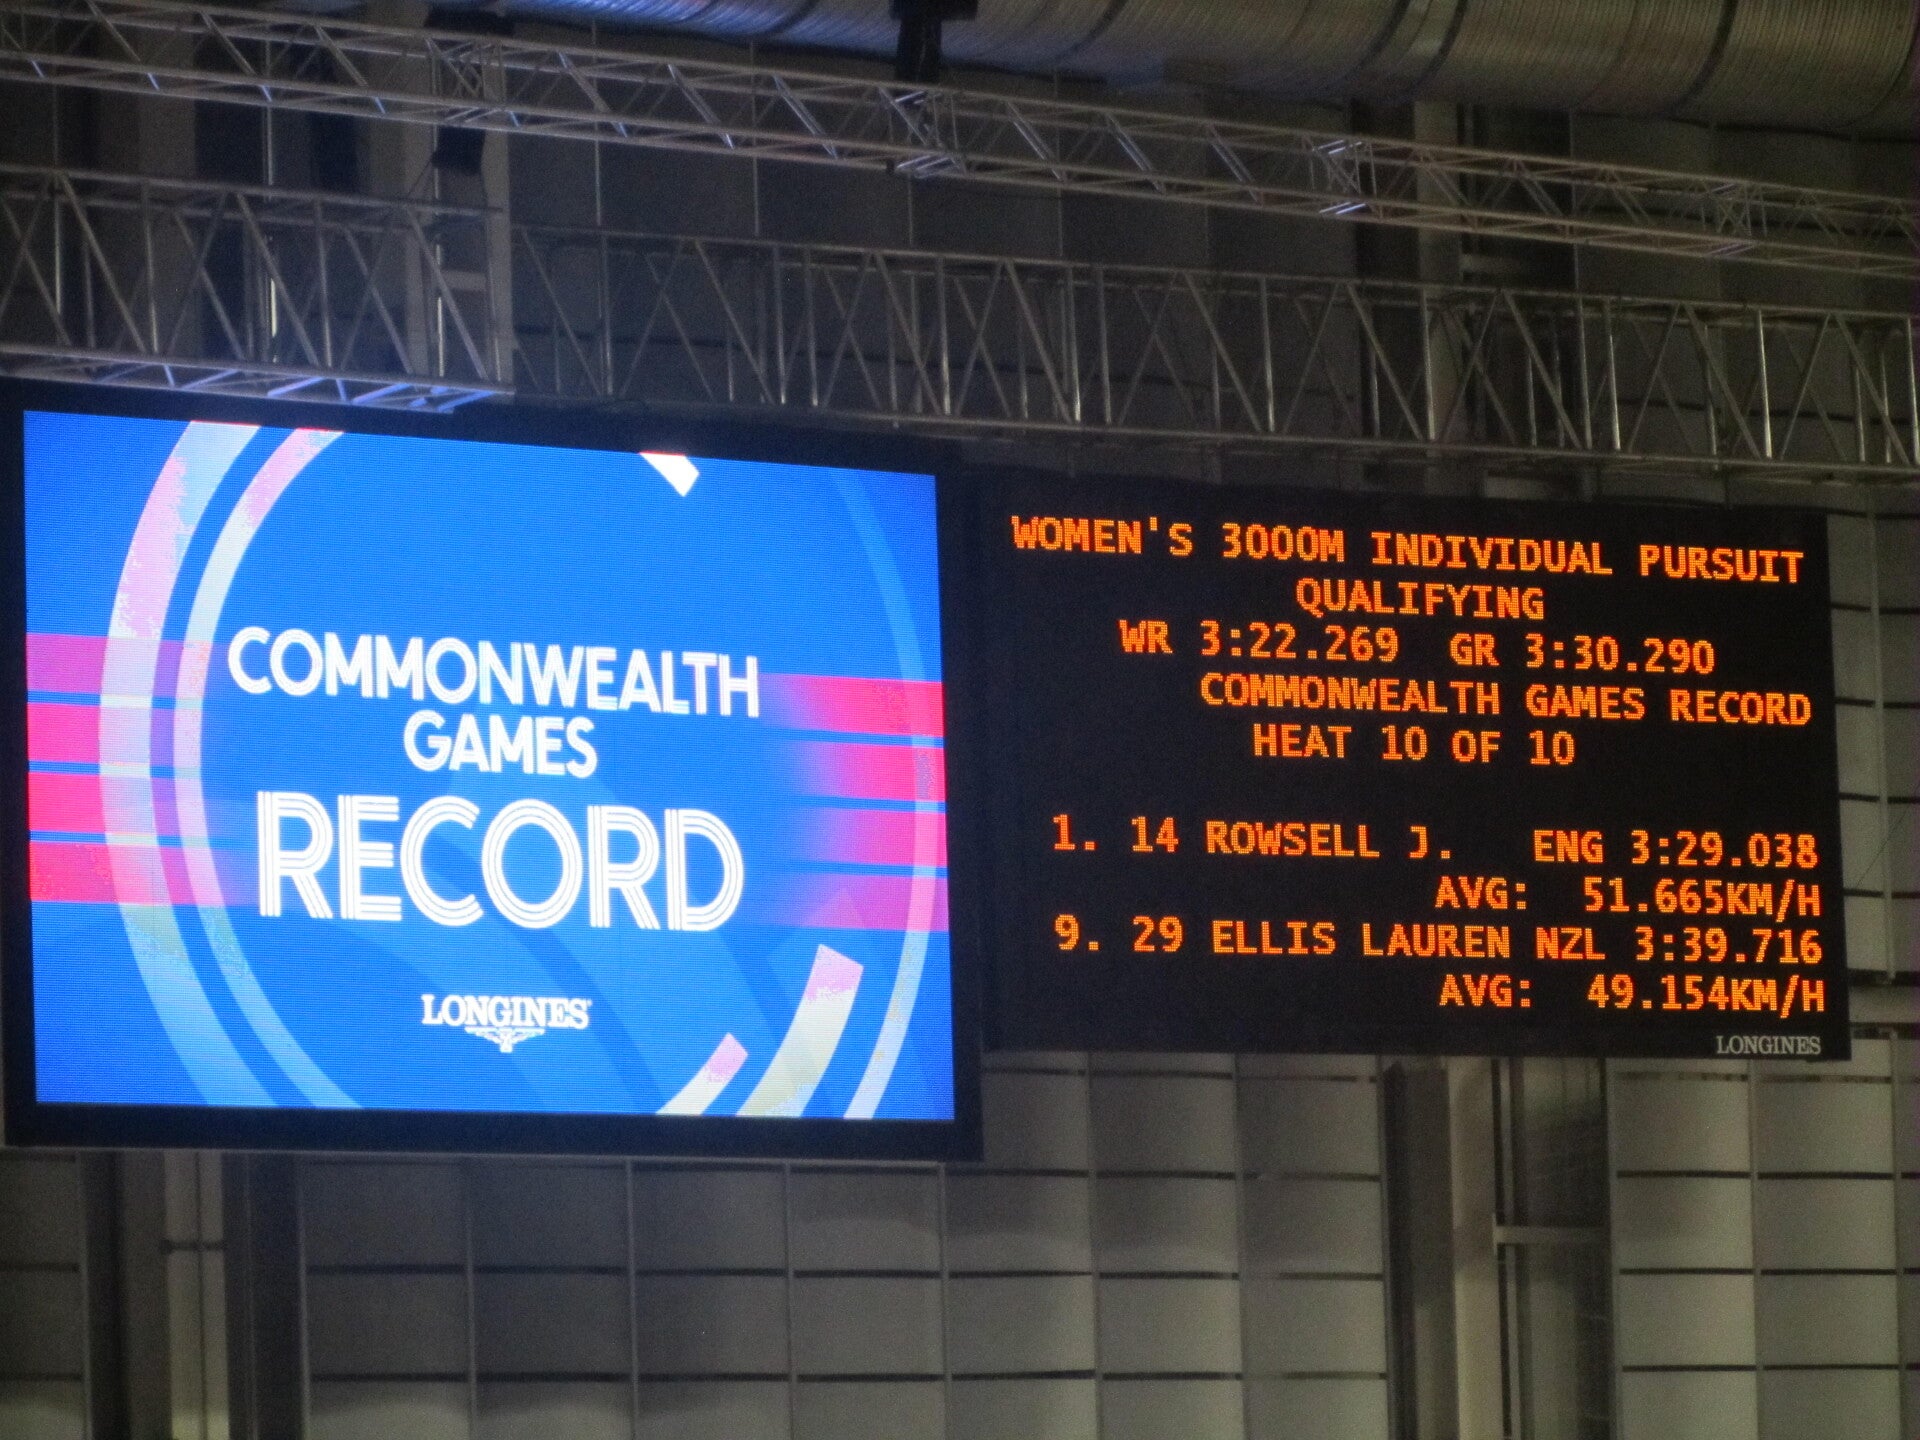 COMMONWEALTH
GAMES
RECORD
LONGINES
WOMEN'S 3000M INDIVIDUAL PURSUIT
QUALIFYING
WR 3:22.269 GR 3:30.290
COMMONWEALTH GAMES RECORD
HEAT 10 OF 10
1. 14 ROWSELL J. ENG 3:29.038
AVG: 51.665KM/H
9. 29 ELLIS LAUREN NZL 3:39.716
AVG: 49.154KM/H
LONGINES